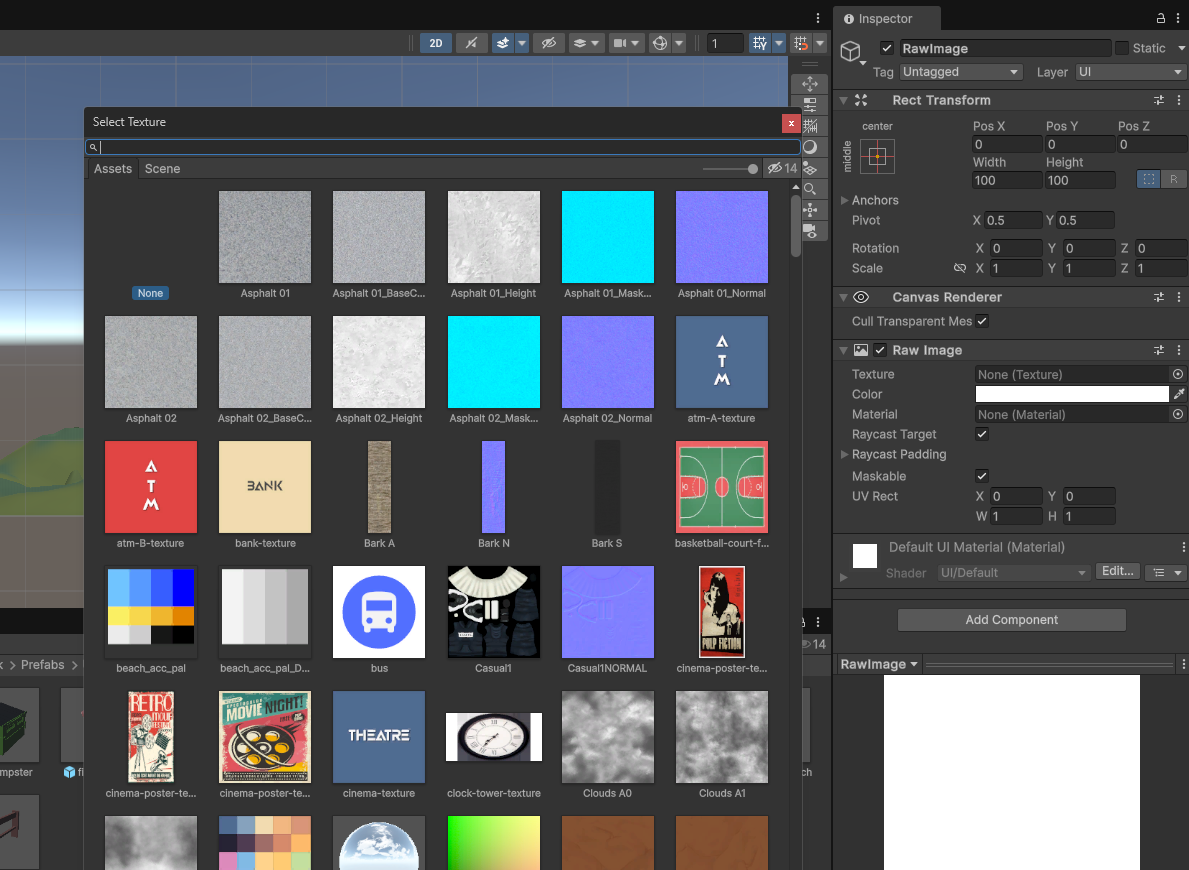 Inspector
2D
1
RawImage
Static
Tag
Untagged
Layer
UI
Select Texture
Rect Transform
Assets
Scene
14
center
middle
Pos X
Pos Y
Pos Z
0
0
0
Width
Height
100
100
R
Anchors
Pivot
X 0.5
Y 0.5
Rotation
X 0
Y 0
Z 0
Scale
X 1
Y 1
Z 1
Canvas Renderer
Cull Transparent Mes
Raw Image
Texture
None (Texture)
Color
Material
None (Material)
Raycast Target
Raycast Padding
Maskable
UV Rect
X 0
Y 0
W 1
H 1
Default UI Material (Material)
Shader
UI/Default
Edit...
Add Component
RawImage
None
Asphalt 01
Asphalt 01_BaseC...
Asphalt 01_Height
Asphalt 01_Mask...
Asphalt 01_Normal
ATM
Asphalt 02
Asphalt 02_BaseC...
Asphalt 02_Height
Asphalt 02_Mask...
Asphalt 02_Normal
atm-A-texture
ATM
BANK
atm-B-texture
bank-texture
Bark A
Bark N
Bark S
basketball-court-f...
PULP FICTION
beach_acc_pal
beach_acc_pal_D...
bus
Casual1
Casual1NORMAL
cinema-poster-te...
RETRO
MOVIE
MOVIE NIGHT!
THEATRE
cinema-poster-te...
cinema-poster-te...
cinema-texture
clock-tower-texture
Clouds A0
Clouds A1
Prefabs
14
mpster
fi
ch